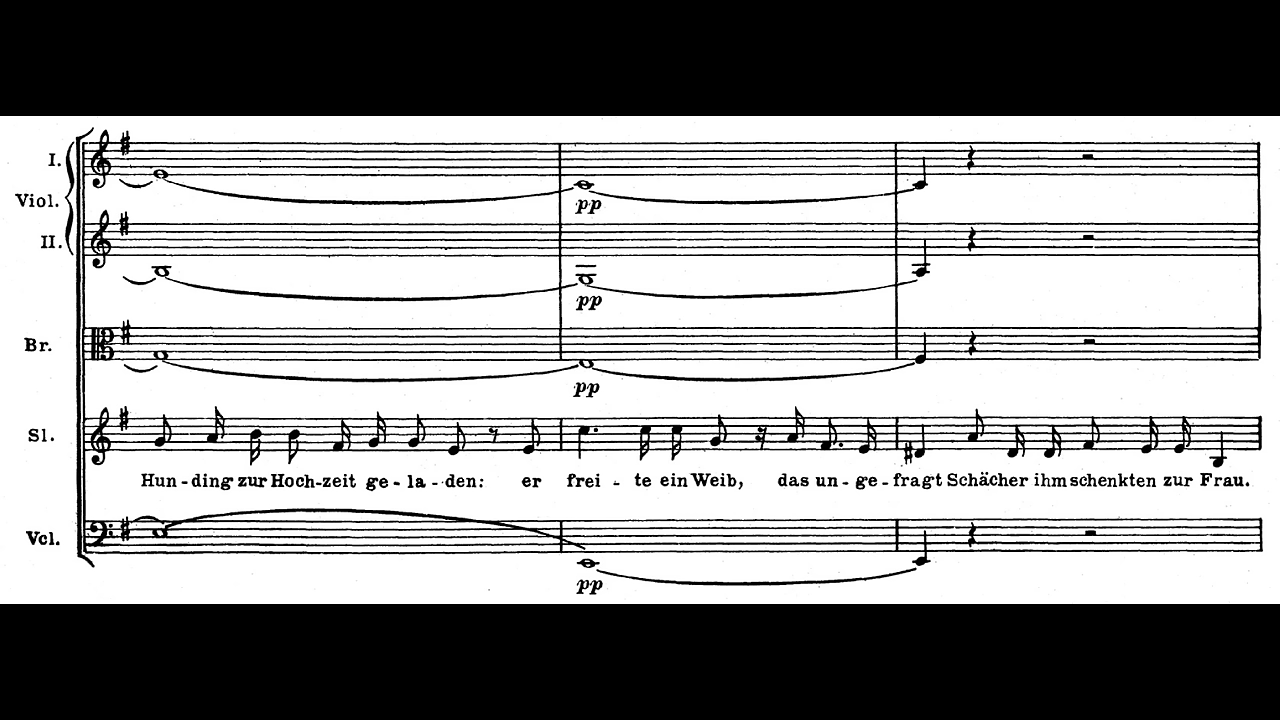 I.
Viol.
II.
pp
pp
Br.
pp
Sl.
Hun-ding zur Hoch-zeit ge-la-den: er frei-te ein Weib, das un-ge-fragt Schächer ihm schenkten zur Frau.
Vcl.
pp